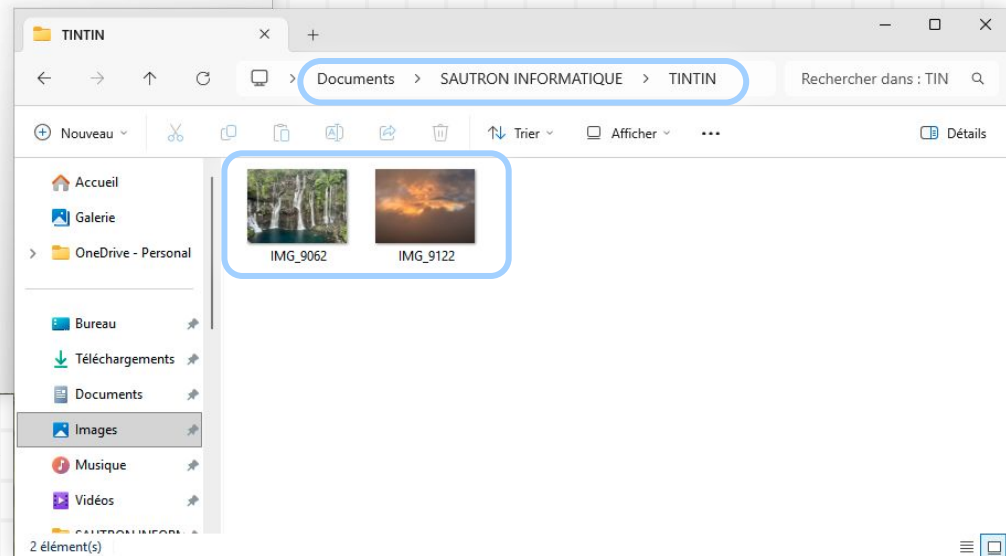 TINTIN
Documents > SAUTRON INFORMATIQUE > TINTIN
Rechercher dans : TIN
Nouveau
Trier
Afficher
Détails
Accueil
Galerie
OneDrive - Personal
Bureau
Téléchargements
Documents
Images
Musique
Vidéos
IMG_9062 IMG_9122
2 élément(s)